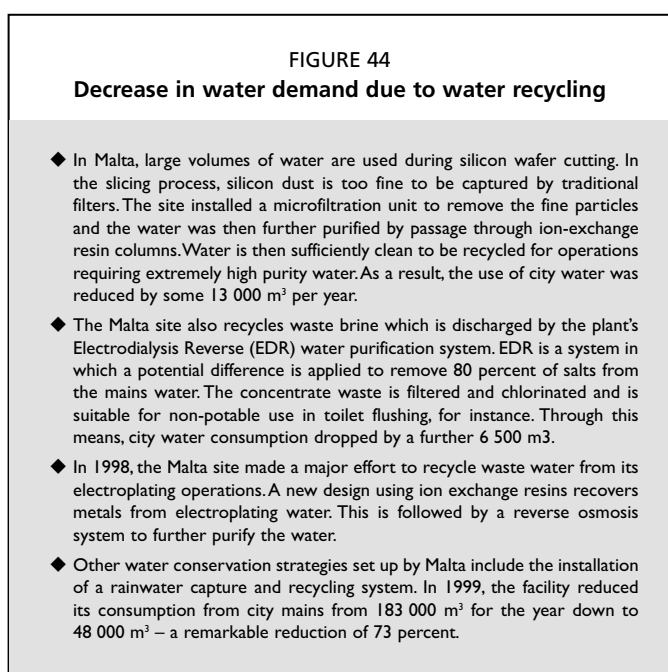 FIGURE 44
Decrease in water demand due to water recycling
◆ In Malta, large volumes of water are used during silicon wafer cutting. In
the slicing process, silicon dust is too fine to be captured by traditional
filters. The site installed a microfiltration unit to remove the fine particles
and the water was then further purified by passage through ion-exchange
resin columns. Water is then sufficiently clean to be recycled for operations
requiring extremely high purity water. As a result, the use of city water was
reduced by some 13 000 m³ per year.
◆ The Malta site also recycles waste brine which is discharged by the plant's
Electrodialysis Reverse (EDR) water purification system. EDR is a system in
which a potential difference is applied to remove 80 percent of salts from
the mains water. The concentrate waste is filtered and chlorinated and is
suitable for non-potable use in toilet flushing, for instance. Through this
means, city water consumption dropped by a further 6 500 m3.
◆ In 1998, the Malta site made a major effort to recycle waste water from its
electroplating operations. A new design using ion exchange resins recovers
metals from electroplating water. This is followed by a reverse osmosis
system to further purify the water.
◆ Other water conservation strategies set up by Malta include the installation
of a rainwater capture and recycling system. In 1999, the facility reduced
its consumption from city mains from 183 000 m³ for the year down to
48 000 m³ – a remarkable reduction of 73 percent.